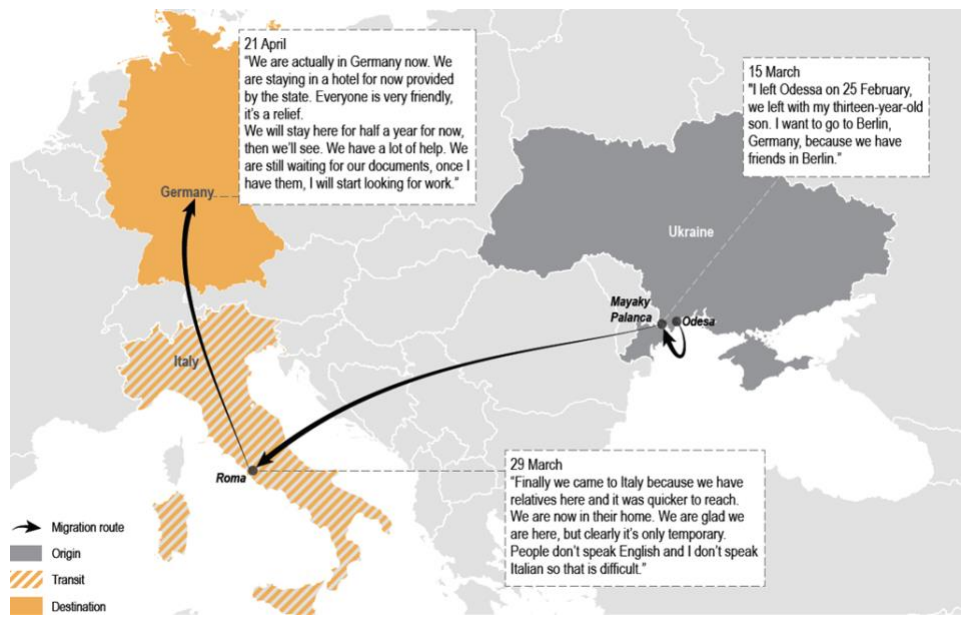 21 April
“We are actually in Germany now. We
are staying in a hotel for now provided
by the state. Everyone is very friendly,
it’s a relief.
We will stay here for half a year for now,
then we’ll see. We have a lot of help. We
are still waiting for our documents, once I
have them, I will start looking for work.”
15 March
"I left Odessa on 25 February,
we left with my thirteen-year-old
son. I want to go to Berlin,
Germany, because we have
friends in Berlin.”
Germany
Ukraine
Mayaky
Palanca
Odesa
Italy
Roma
29 March
“Finally we came to Italy because we have
relatives here and it was quicker to reach.
We are now in their home. We are glad we
are here, but clearly it’s only temporary.
People don’t speak English and I don’t speak
Italian so that is difficult.”
Migration route
Origin
Transit
Destination